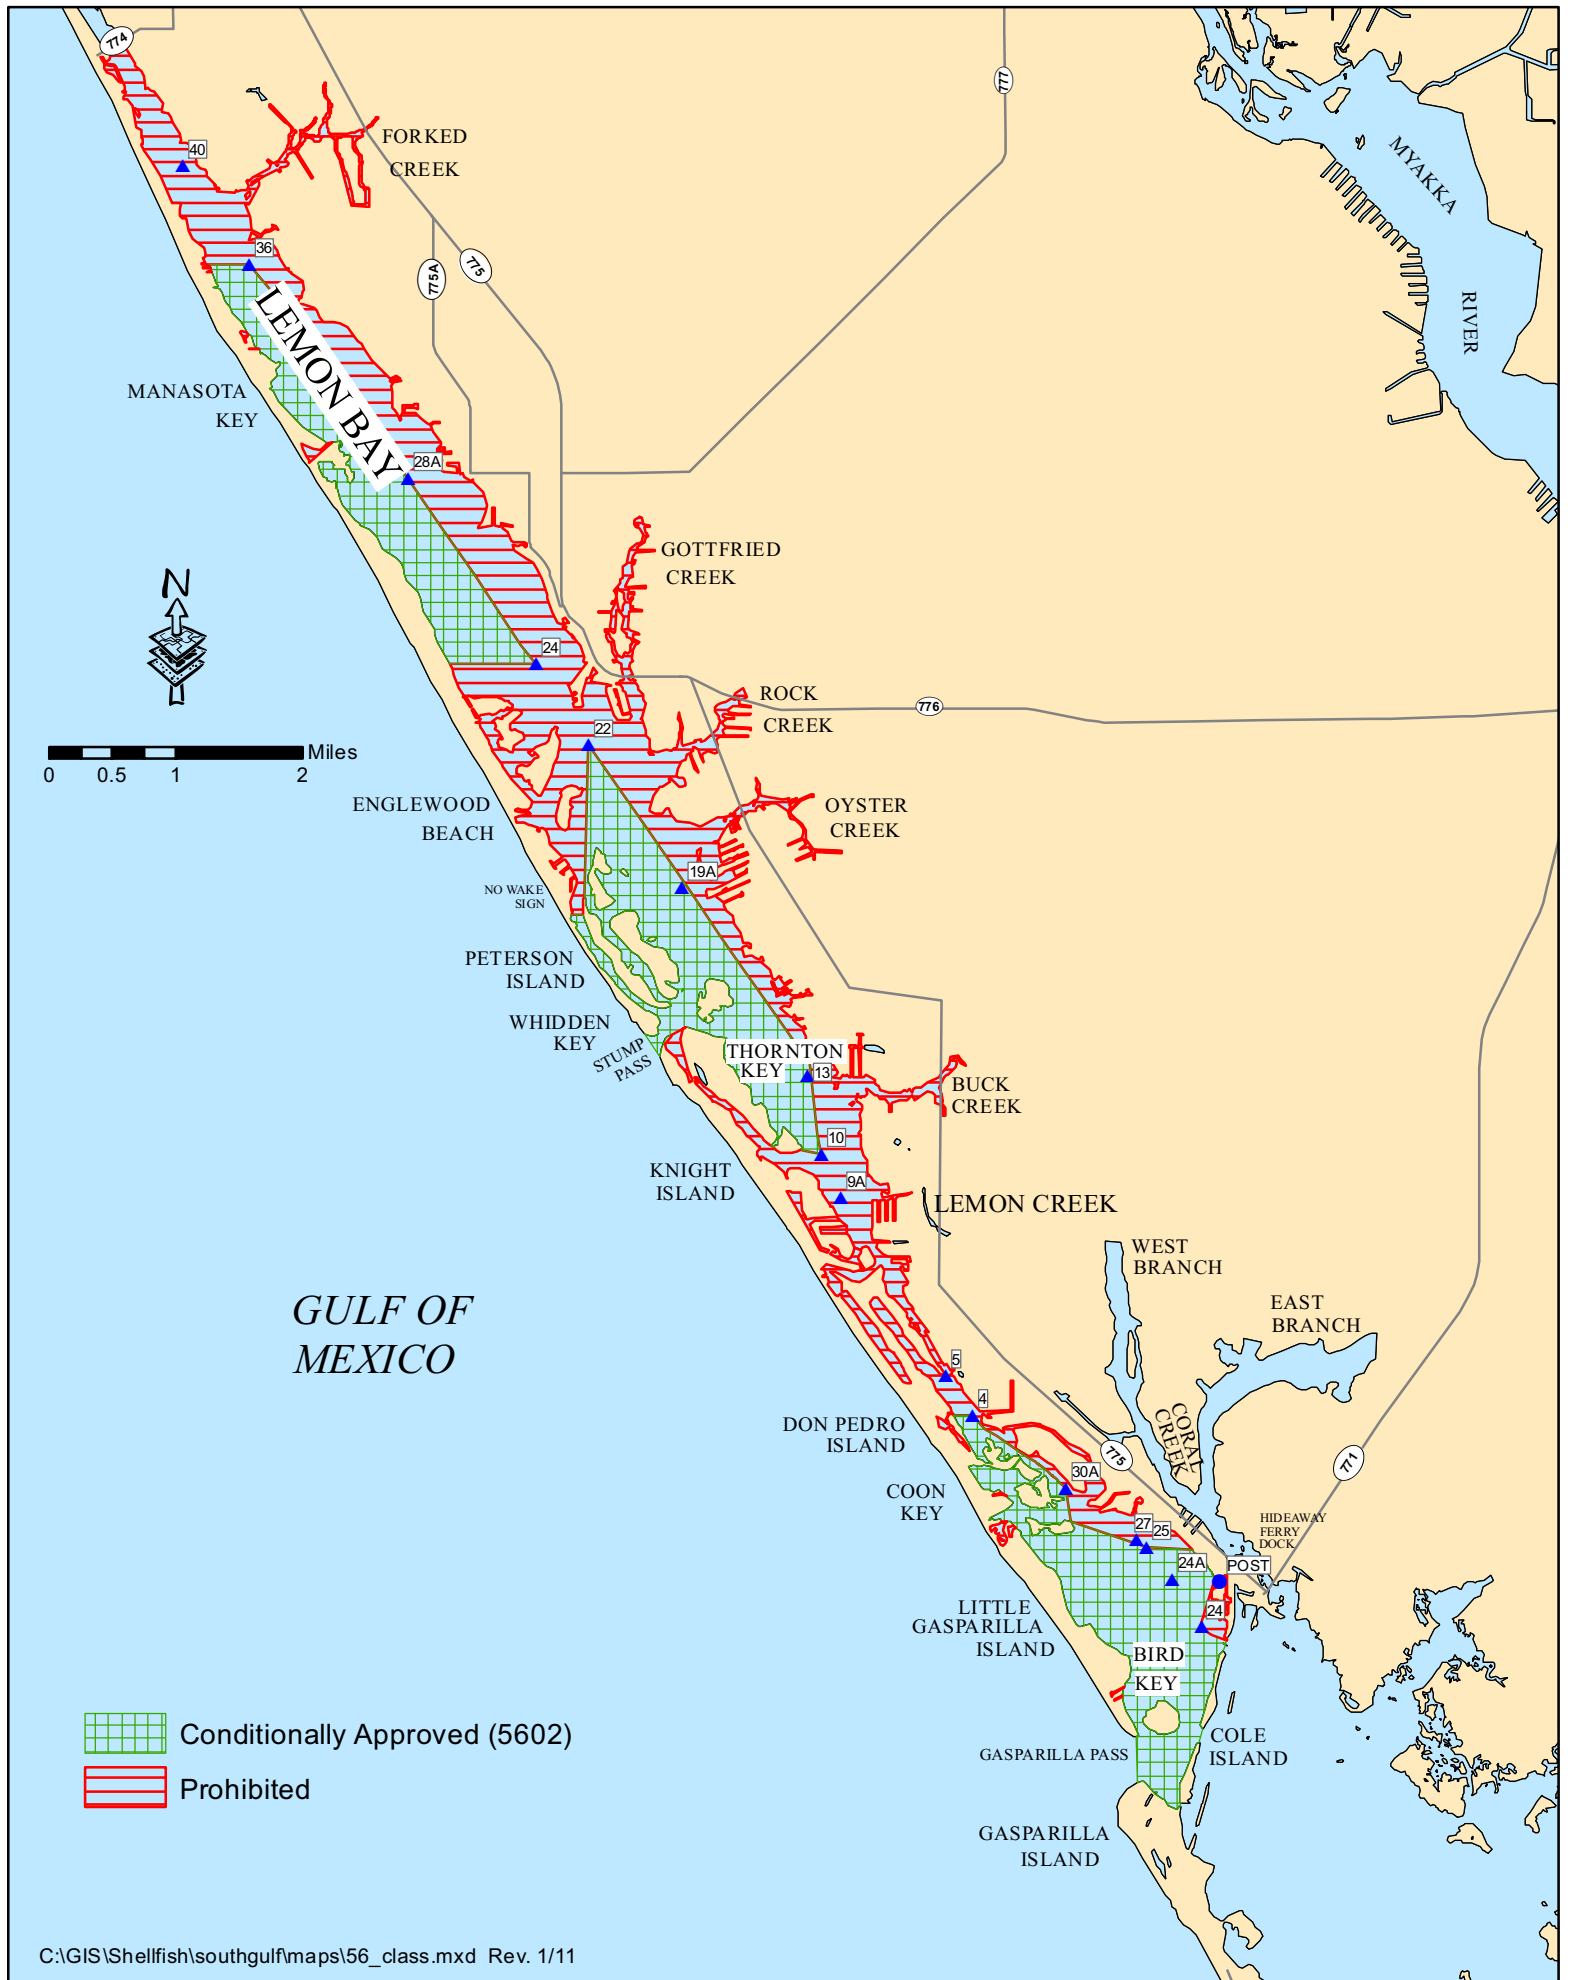 774
777
40
FORKED
CREEK
MYAKKA
RIVER
36
775A
775
LEMON BAY
MANASOTA
KEY
28A
GOTTFRIED
CREEK
N
24
ROCK
CREEK
776
22
Miles
0 0.5 1 2
ENGLEWOOD
BEACH
OYSTER
CREEK
19A
NO WAKE
SIGN
PETERSON
ISLAND
WHIDDEN
KEY
STUMP
PASS
THORNTON
KEY
13
BUCK
CREEK
10
KNIGHT
ISLAND
9A
LEMON CREEK
WEST
BRANCH
EAST
BRANCH
GULF OF
MEXICO
5
4
DON PEDRO
ISLAND
CORAL
CREEK
775
771
30A
COON
KEY
27
25
HIDEAWAY
FERRY
DOCK
24A
POST
24
LITTLE
GASPARILLA
ISLAND
BIRD
KEY
COLE
ISLAND
GASPARILLA PASS
GASPARILLA
ISLAND
Conditionally Approved (5602)
Prohibited
C:\GIS\Shellfish\southgulf\maps\56_class.mxd Rev. 1/11